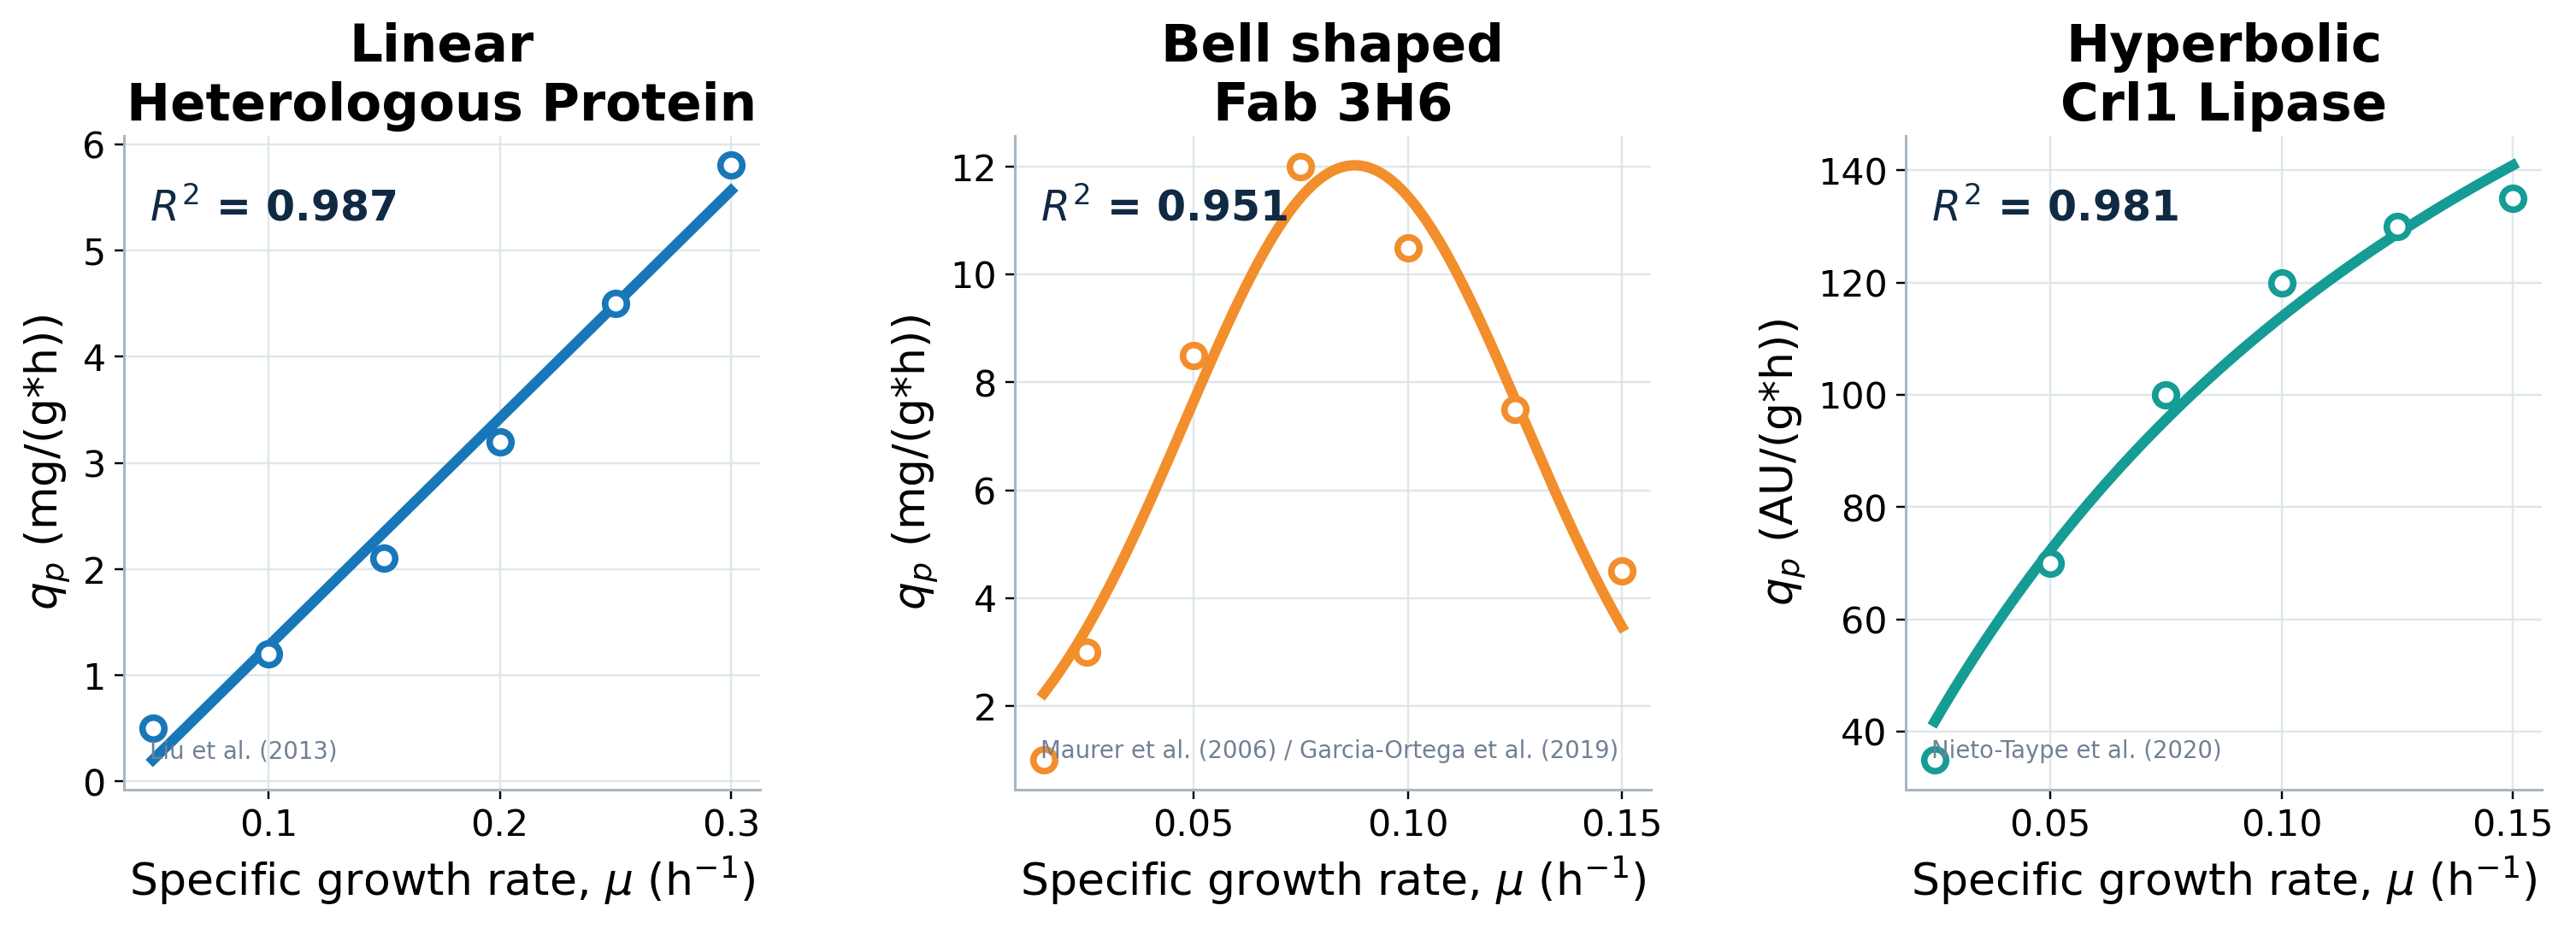 Linear
Heterologous Protein
6
5
4
3
2
1
0
R² = 0.987
Liu et al. (2013)
0.1 0.2 0.3
q_p (mg/(g*h))
Specific growth rate, μ (h⁻¹)
Bell shaped
Fab 3H6
12
10
8
6
4
2
R² = 0.951
Maurer et al. (2006) / Garcia-Ortega et al. (2019)
0.05 0.10 0.15
q_p (mg/(g*h))
Specific growth rate, μ (h⁻¹)
Hyperbolic
Crl1 Lipase
140
120
100
80
60
40
R² = 0.981
Nieto-Taype et al. (2020)
0.05 0.10 0.15
q_p (AU/(g*h))
Specific growth rate, μ (h⁻¹)